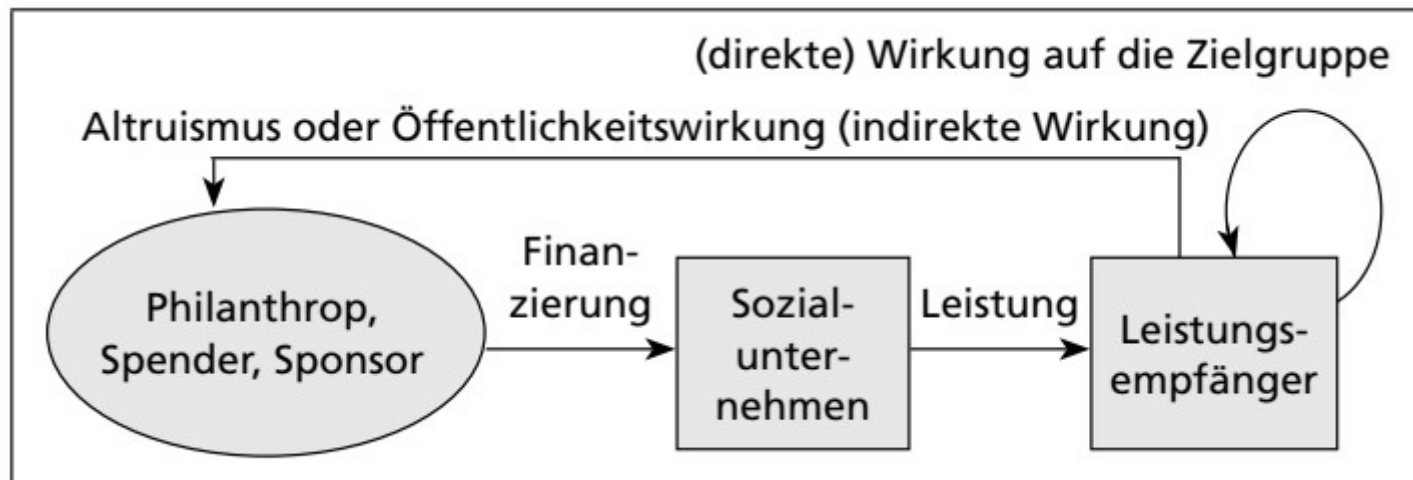 (direkte) Wirkung auf die Zielgruppe
Altruismus oder Öffentlichkeitswirkung (indirekte Wirkung)
Philanthrop,
Spender, Sponsor
Finan-
zierung
Sozial-
unter-
nehmen
Leistung
Leistungs-
empfänger